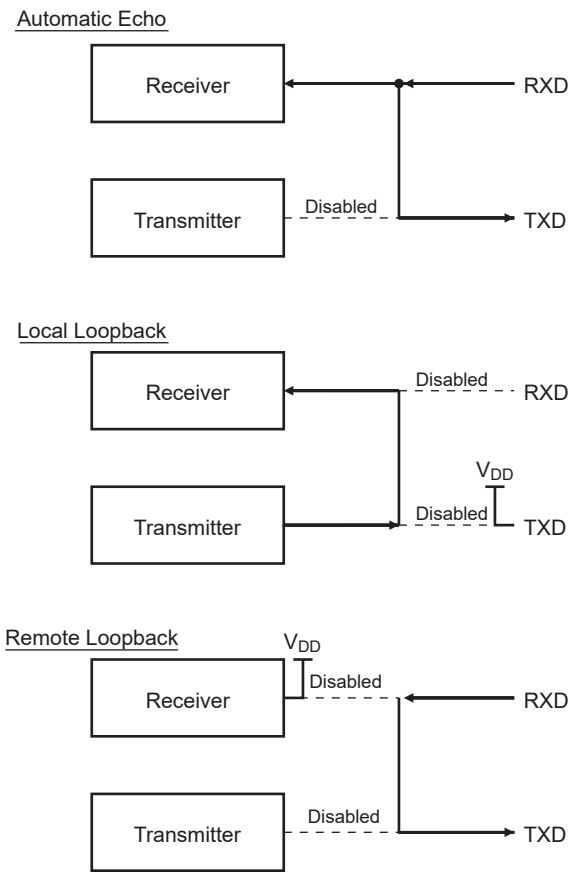 Automatic Echo
Receiver
RXD
Transmitter
Disabled
TXD
Local Loopback
Receiver
Disabled
RXD
VDD
Transmitter
Disabled
TXD
Remote Loopback
VDD
Receiver
Disabled
RXD
Transmitter
Disabled
TXD